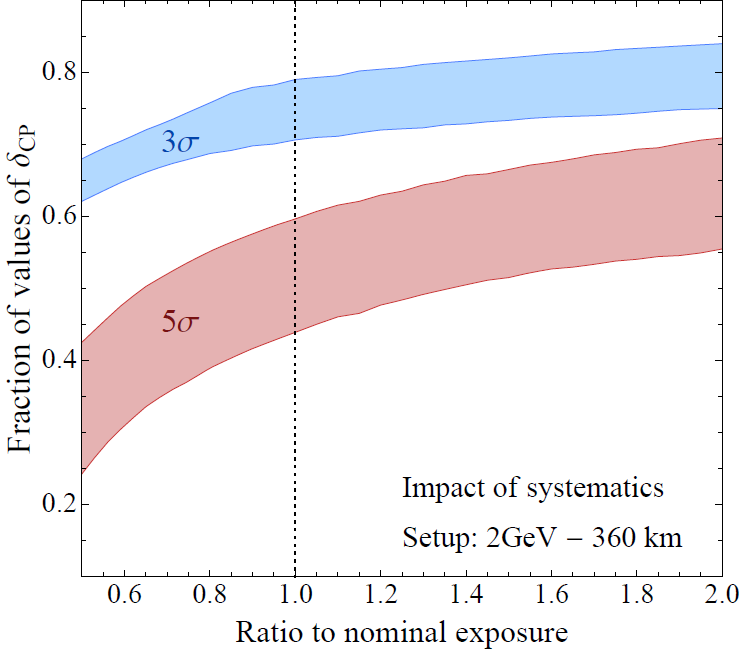 Fraction of values of δCP
0.8
0.6
0.4
0.2
3σ
5σ
Impact of systematics
Setup: 2GeV − 360 km
0.6 0.8 1.0 1.2 1.4 1.6 1.8 2.0
Ratio to nominal exposure